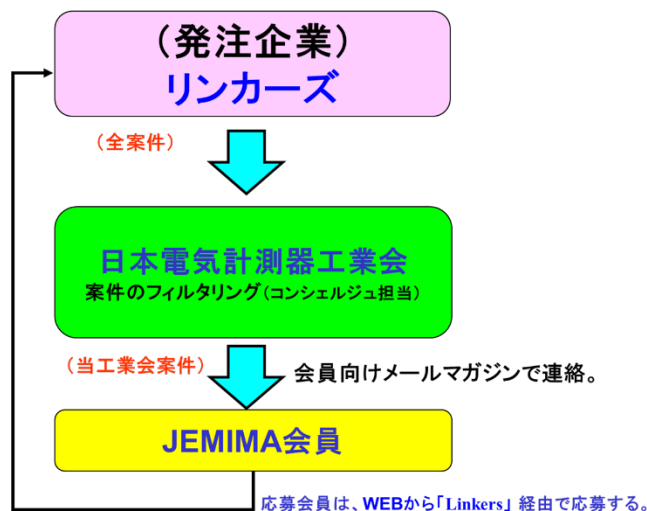 （発注企業）
リンカーズ
（全案件）
日本電気計測器工業会
案件のフィルタリング（コンシェルジュ担当）
（当工業会案件）
会員向けメールマガジンで連絡。
JEMIMA会員
応募会員は、WEBから「Linkers」経由で応募する。